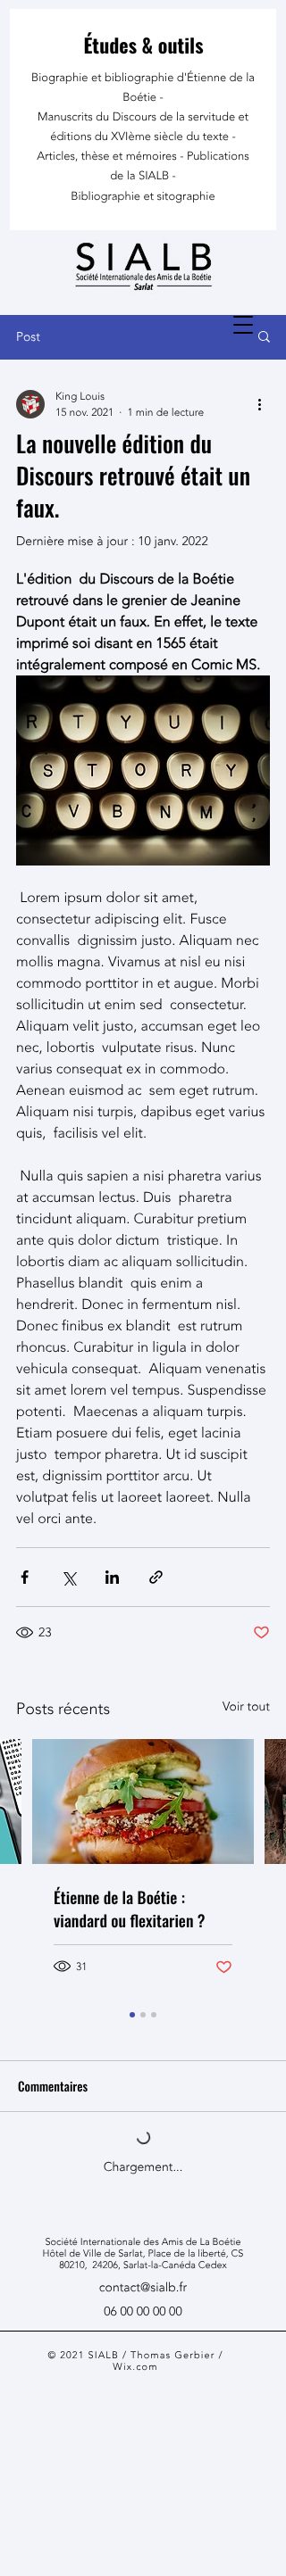 Études & outils
Biographie et bibliographie d'Étienne de la
Boétie -
Manuscrits du Discours de la servitude et
éditions du XVIème siècle du texte -
Articles, thèse et mémoires - Publications
de la SIALB -
Bibliographie et sitographie
SIALB
Société Internationale des Amis de La Boétie
Sarlat
Post
King Louis
15 nov. 2021 · 1 min de lecture
La nouvelle édition du
Discours retrouvé était un
faux.
Dernière mise à jour : 10 janv. 2022
L'édition du Discours de la Boétie
retrouvé dans le grenier de Jeanine
Dupont était un faux. En effet, le texte
imprimé soi disant en 1565 était
intégralement composé en Comic MS.
R T Y U I
S T O R Y
C V B N M
Lorem ipsum dolor sit amet,
consectetur adipiscing elit. Fusce
convallis dignissim justo. Aliquam nec
mollis magna. Vivamus at nisl eu nisi
commodo porttitor in et augue. Morbi
sollicitudin ut enim sed consectetur.
Aliquam velit justo, accumsan eget leo
nec, lobortis vulputate risus. Nunc
varius consequat ex in commodo.
Aenean euismod ac sem eget rutrum.
Aliquam nisi turpis, dapibus eget varius
quis, facilisis vel elit.
Nulla quis sapien a nisi pharetra varius
at accumsan lectus. Duis pharetra
tincidunt aliquam. Curabitur pretium
ante quis dolor dictum tristique. In
lobortis diam ac aliquam sollicitudin.
Phasellus blandit quis enim a
hendrerit. Donec in fermentum nisl.
Donec finibus ex blandit est rutrum
rhoncus. Curabitur in ligula in dolor
vehicula consequat. Aliquam venenatis
sit amet lorem vel tempus. Suspendisse
potenti. Maecenas a aliquam turpis.
Etiam posuere dui felis, eget lacinia
justo tempor pharetra. Ut id suscipit
est, dignissim porttitor arcu. Ut
volutpat felis ut laoreet laoreet. Nulla
vel orci ante.
23
Posts récents
Voir tout
Étienne de la Boétie :
viandard ou flexitarien ?
31
Commentaires
Chargement...
Société Internationale des Amis de La Boétie
Hôtel de Ville de Sarlat, Place de la liberté, CS
80210, 24206, Sarlat-la-Canéda Cedex
contact@sialb.fr
06 00 00 00 00
© 2021 SIALB / Thomas Gerbier /
Wix.com